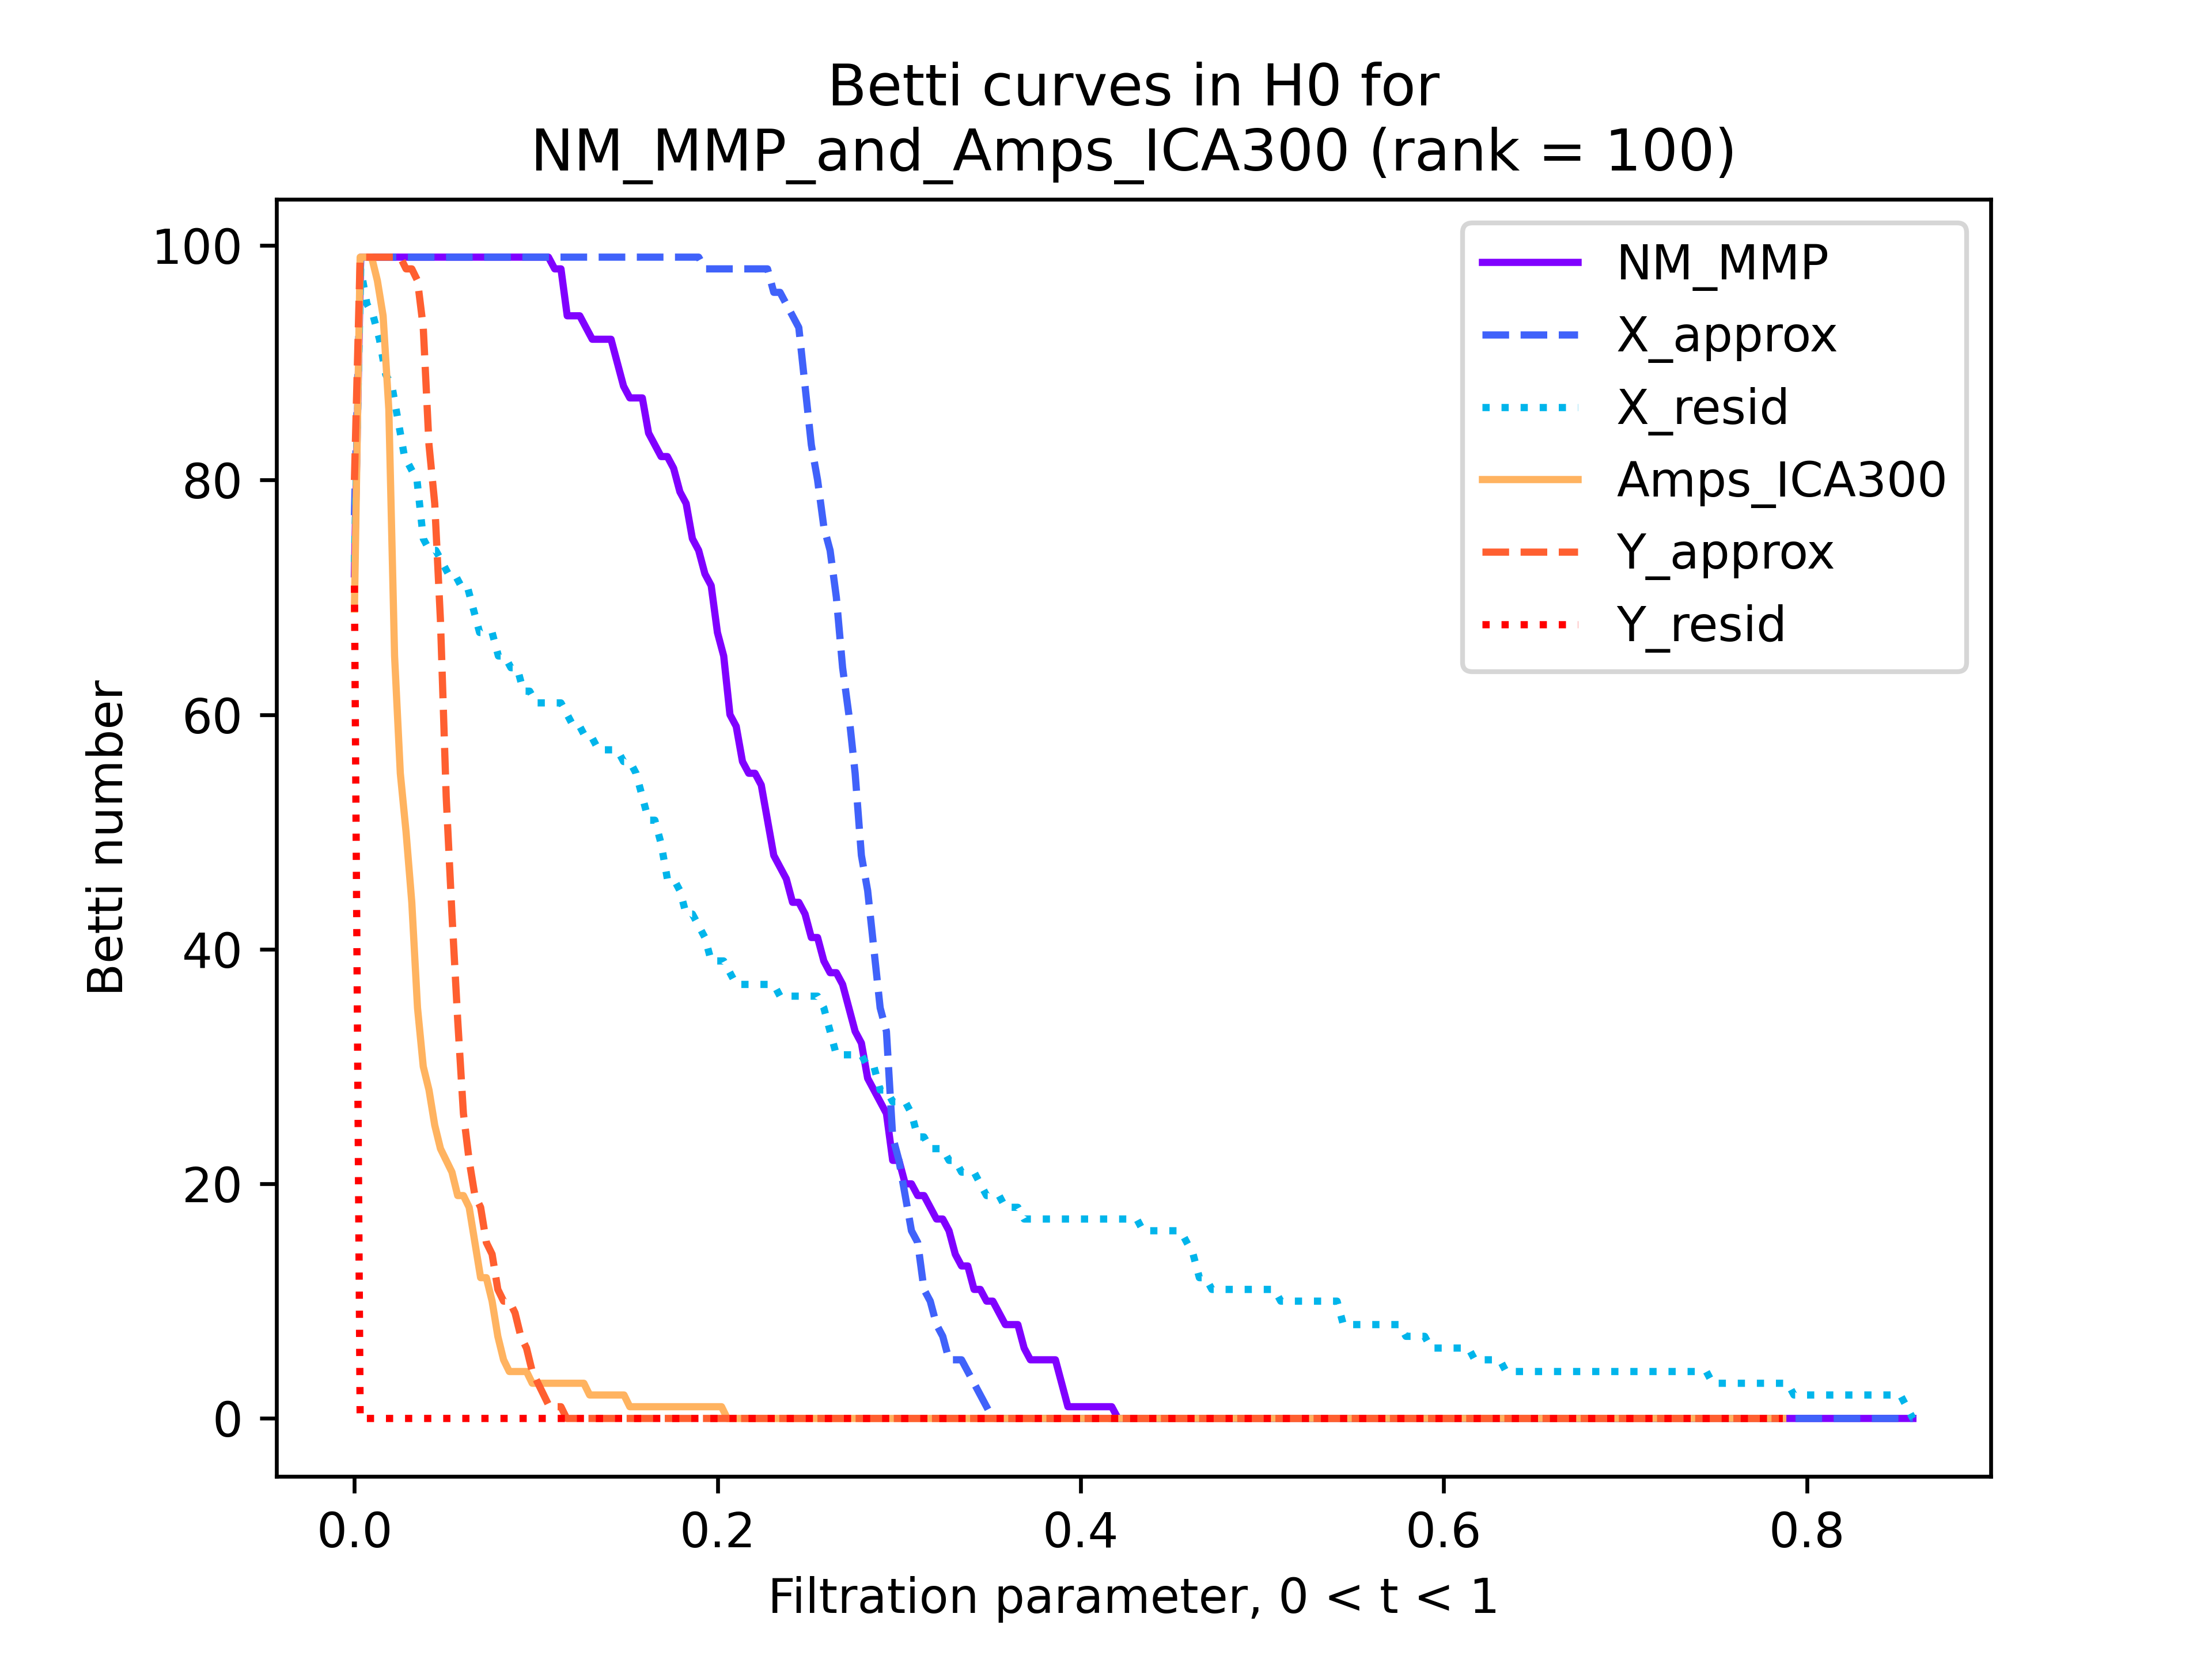 Betti curves in H0 for
NM_MMP_and_Amps_ICA300 (rank = 100)
NM_MMP
X_approx
X_resid
Amps_ICA300
Y_approx
Y_resid
100
80
60
40
20
0
Betti number
0.0 0.2 0.4 0.6 0.8
Filtration parameter, 0 < t < 1